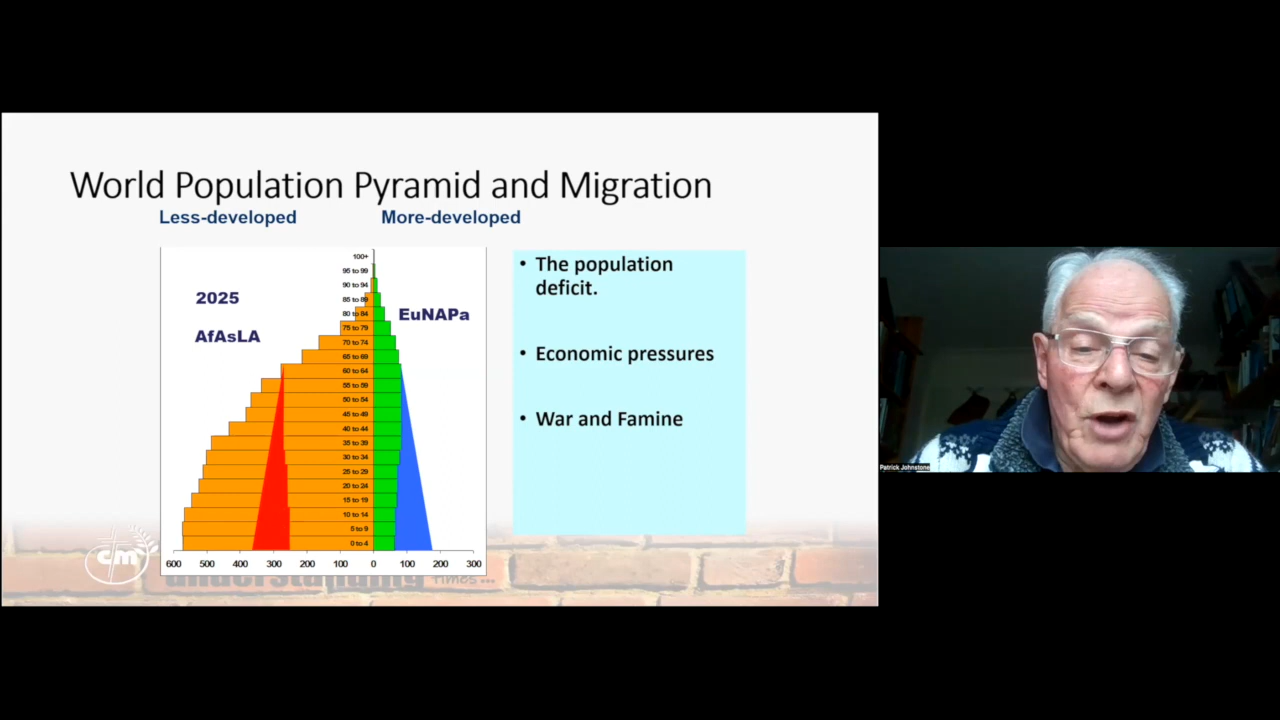 World Population Pyramid and Migration
Less-developed
More-developed
2025
AfAsLA
EuNAPa
100+
95 to 99
90 to 94
85 to 89
80 to 84
75 to 79
70 to 74
65 to 69
60 to 64
55 to 59
50 to 54
45 to 49
40 to 44
35 to 39
30 to 34
25 to 29
20 to 24
15 to 19
10 to 14
5 to 9
0 to 4
600 500 400 300 200 100 0 100 200 300
• The population
deficit.
• Economic pressures
• War and Famine
cm
understanding
Times...
Patrick Johnstone